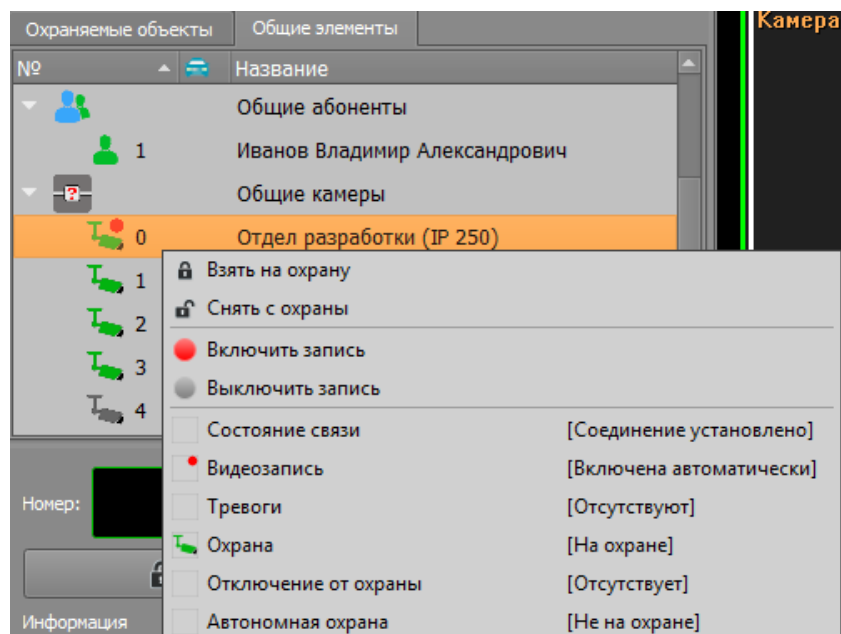 Охраняемые объекты Общие элементы
Камера
№ Название
Общие абоненты
1 Иванов Владимир Александрович
?
Общие камеры
0 Отдел разработки (IP 250)
1
2
3
4
Взять на охрану
Снять с охраны
Включить запись
Выключить запись
Состояние связи [Соединение установлено]
Видеозапись [Включена автоматически]
Тревоги [Отсутствуют]
Охрана [На охране]
Отключение от охраны [Отсутствует]
Автономная охрана [Не на охране]
Номер:
Информация